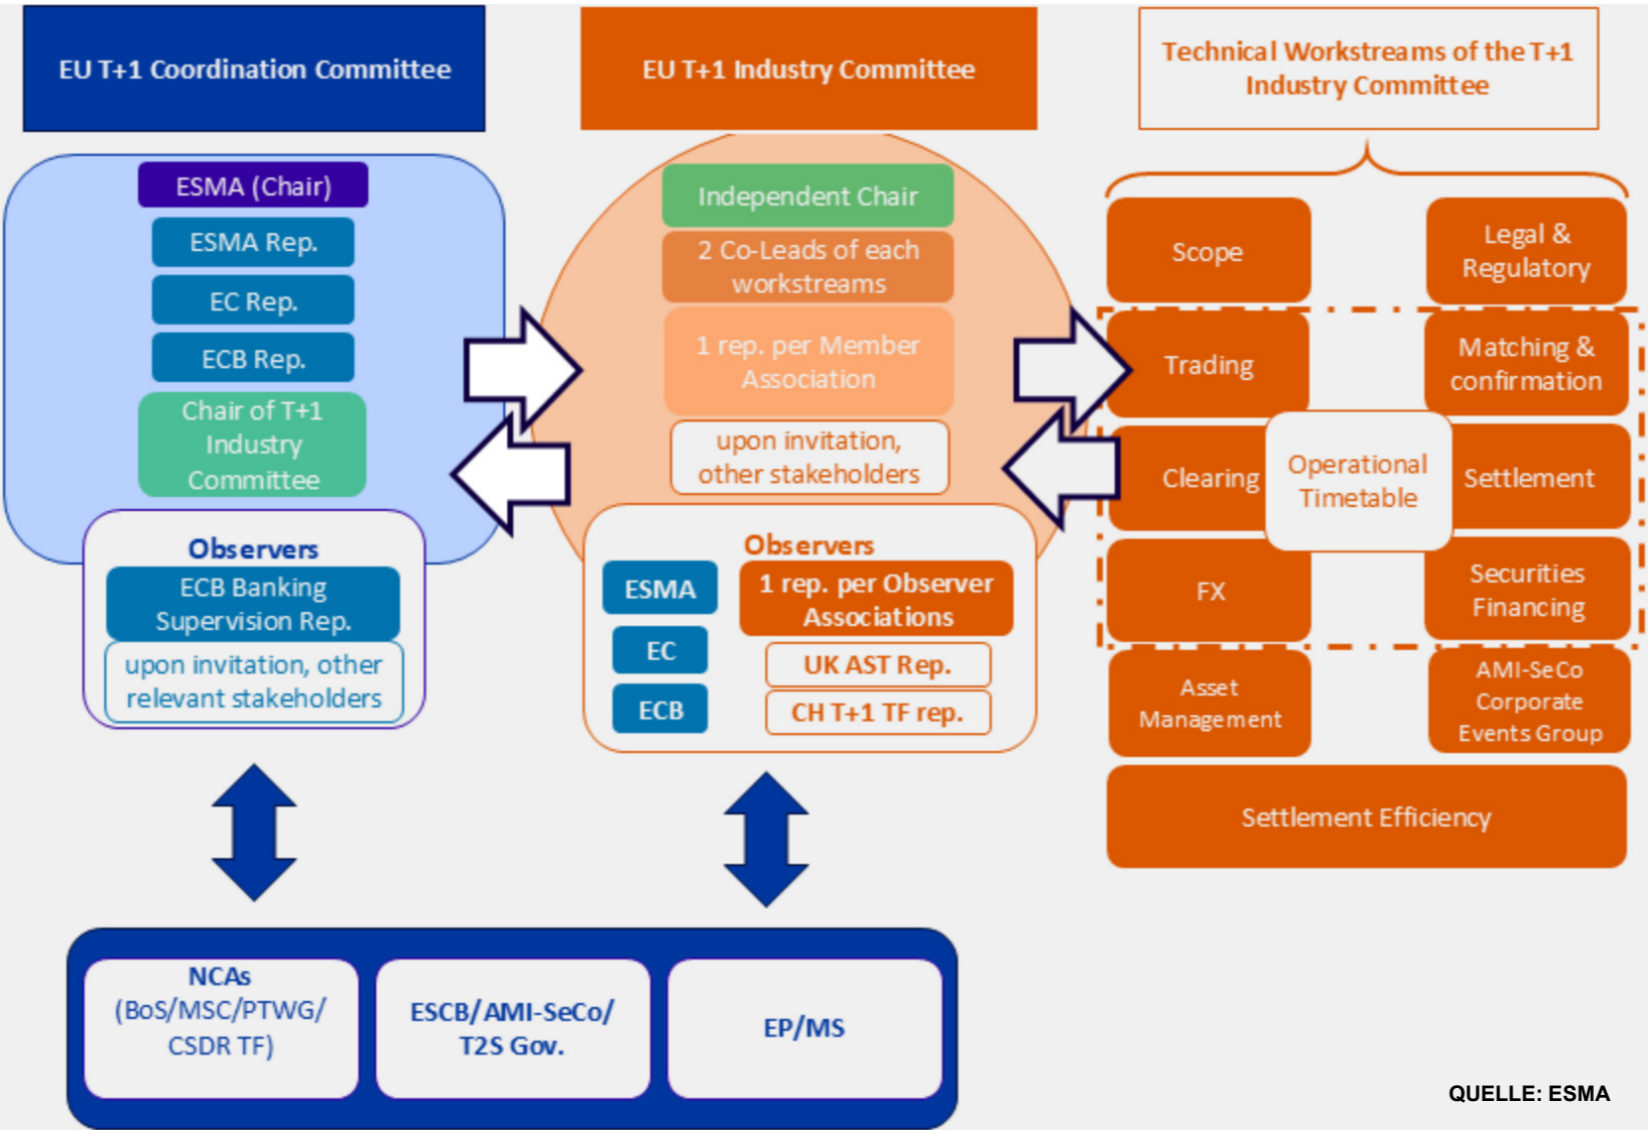 EU T+1 Coordination Committee
ESMA (Chair)
ESMA Rep.
EC Rep.
ECB Rep.
Chair of T+1
Industry
Committee
Observers
ECB Banking
Supervision Rep.
upon invitation, other
relevant stakeholders
EU T+1 Industry Committee
Independent Chair
2 Co-Leads of each
workstreams
1 rep. per Member
Association
upon invitation,
other stakeholders
Observers
ESMA
EC
ECB
1 rep. per Observer
Associations
UK AST Rep.
CH T+1 TF rep.
Technical Workstreams of the T+1
Industry Committee
Scope
Legal &
Regulatory
Trading
Matching &
confirmation
Clearing
Operational
Timetable
Settlement
FX
Securities
Financing
Asset
Management
AMI-SeCo
Corporate
Events Group
Settlement Efficiency
NCAs
(BoS/MSC/PTWG/
CSDR TF)
ESCB/AMI-SeCo/
T2S Gov.
EP/MS
QUELLE: ESMA